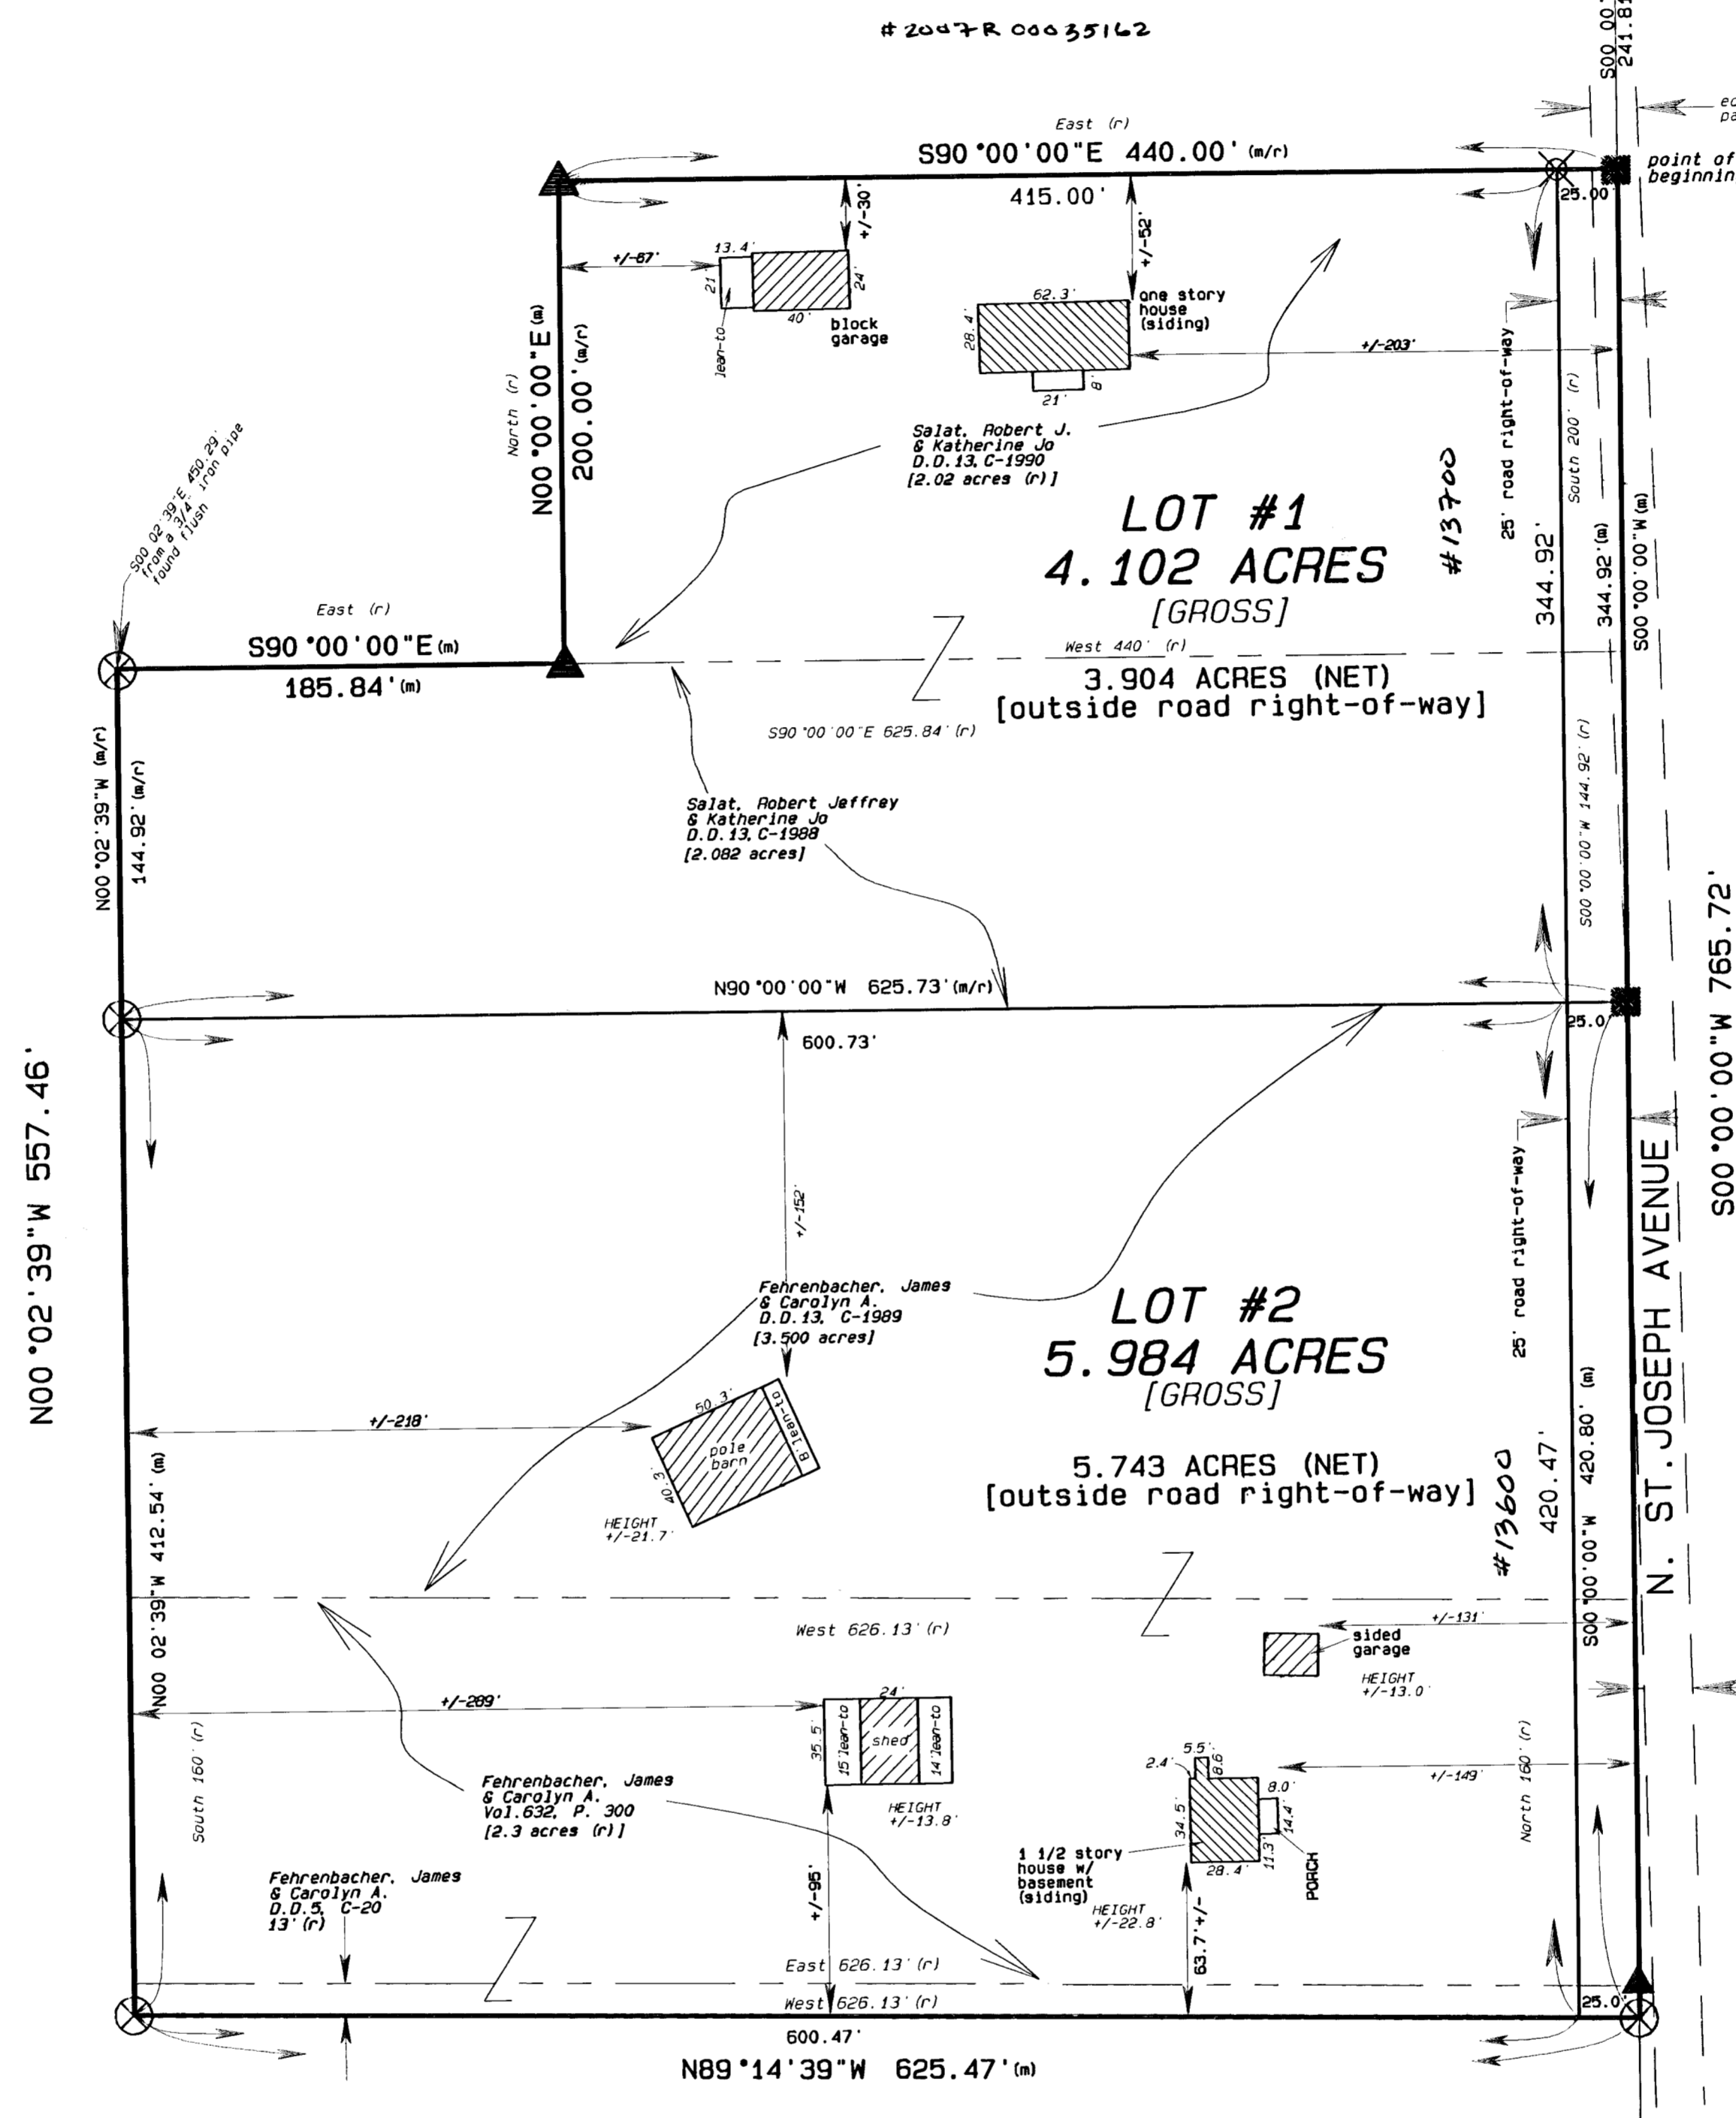 #2007R00035162
S00°00'
241.81
East (r)
S90°00'00"E 440.00' (m/r)
415.00'
25.00'
point of
beginnin
+/-30'
+/-52'
+/-67'
13.4'
21'
24'
40'
lean-to
block
garage
62.3'
28.4'
21'
8'
one story
house
(siding)
+/-203'
North (r)
N00°00'00"E (m)
200.00' (m/r)
25' road right-of-way
South 200' (r)
344.92'
344.92' (m)
S00°00'00"W (m)
Salat, Robert J.
& Katherine Jo
D.D.13, C-1990
[2.02 acres (r)]
#13700
LOT #1
4.102 ACRES
[GROSS]
S00°02'39"E 450.29'
from a 3/4" iron pipe
found flush
East (r)
S90°00'00"E (m)
185.84' (m)
West 440' (r)
3.904 ACRES (NET)
[outside road right-of-way]
S90°00'00"E 625.84' (r)
N00°02'39"W (m/r)
144.92' (m/r)
Salat, Robert Jeffrey
& Katherine Jo
D.D.13, C-1988
[2.082 acres]
S00°00'00"W 144.92' (r)
S00°00'00"W 765.72'
N90°00'00"W 625.73' (m/r)
600.73'
25.0'
N00°02'39"W 557.46'
+/-152'
25' road right-of-way
N. ST.JOSEPH AVENUE
Fehrenbacher, James
& Carolyn A.
D.D.13, C-1989
[3.500 acres]
LOT #2
5.984 ACRES
[GROSS]
5.743 ACRES (NET)
[outside road right-of-way]
#13600
420.47'
S00°00'00"W 420.80' (m)
+/-218'
50.3'
40.3'
pole
barn
8' lean-to
HEIGHT
+/-21.7'
N00°02'39"W 412.54' (m)
West 626.13' (r)
+/-131'
sided
garage
HEIGHT
+/-13.0'
+/-289'
24'
35.5'
15' lean-to
shed
14' lean-to
HEIGHT
+/-13.8'
South 160' (r)
North 160' (r)
5.5'
2.4'
8.6'
8.0'
34.5'
14.4'
11.3'
28.4'
+/-149'
PORCH
1 1/2 story
house w/
basement
(siding)
HEIGHT
+/-22.8'
Fehrenbacher, James
& Carolyn A.
Vol.632, P. 300
[2.3 acres (r)]
Fehrenbacher, James
& Carolyn A.
D.D.5, C-20
13' (r)
+/-95'
63.7'+/-
East 626.13' (r)
West 626.13' (r)
25.0'
600.47'
N89°14'39"W 625.47' (m)